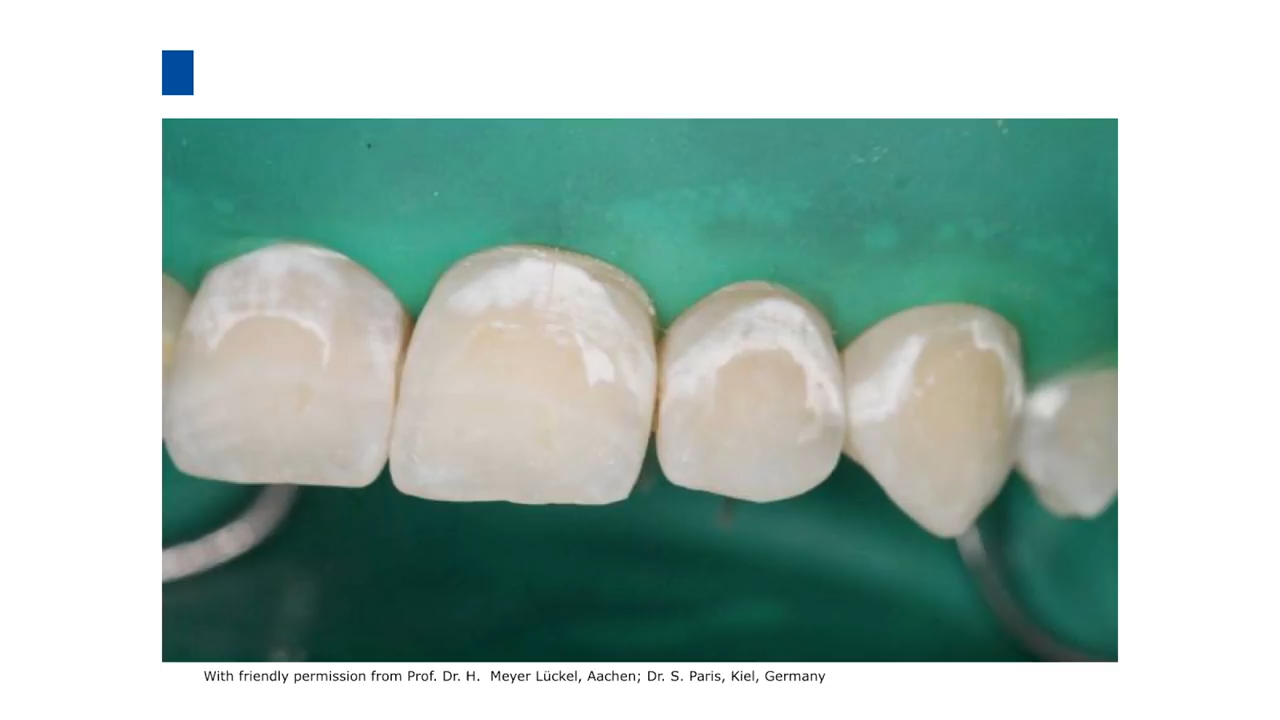 With friendly permission from Prof. Dr. H.  Meyer Lückel, Aachen; Dr. S. Paris, Kiel, Germany